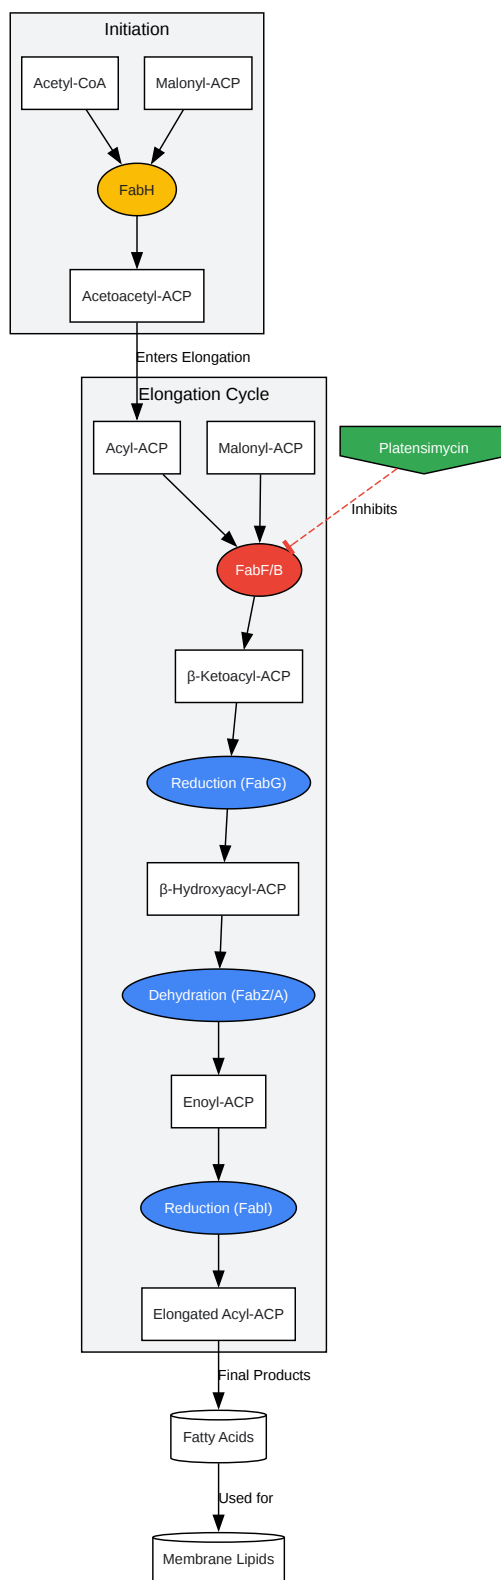 Initiation
Acetyl-CoA
Malonyl-ACP
FabH
Acetoacetyl-ACP
Enters Elongation
Elongation Cycle
Acyl-ACP
Malonyl-ACP
Platensimycin
Inhibits
FabF/B
β-Ketoacyl-ACP
Reduction (FabG)
β-Hydroxyacyl-ACP
Dehydration (FabZ/A)
Enoyl-ACP
Reduction (FabI)
Elongated Acyl-ACP
Final Products
Fatty Acids
Used for
Membrane Lipids